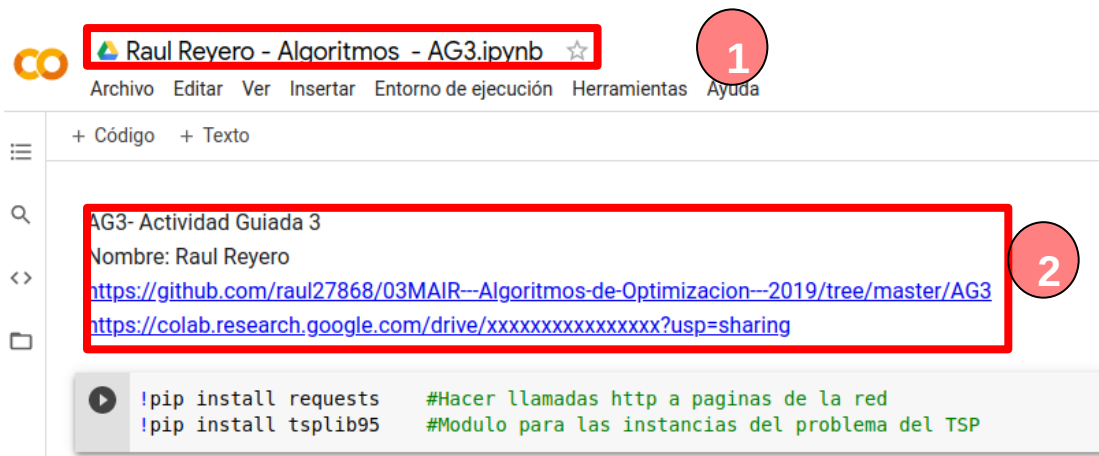 Raul Reyero - Algoritmos - AG3.ipynb
1
Archivo Editar Ver Insertar Entorno de ejecución Herramientas Ayuda
+ Código + Texto
AG3- Actividad Guiada 3
Nombre: Raul Reyero
https://github.com/raul27868/03MAIR---Algoritmos-de-Optimizacion---2019/tree/master/AG3
2
https://colab.research.google.com/drive/xxxxxxxxxxxxxxxx?usp=sharing
!pip install requests #Hacer llamadas http a paginas de la red
!pip install tsplib95 #Modulo para las instancias del problema del TSP